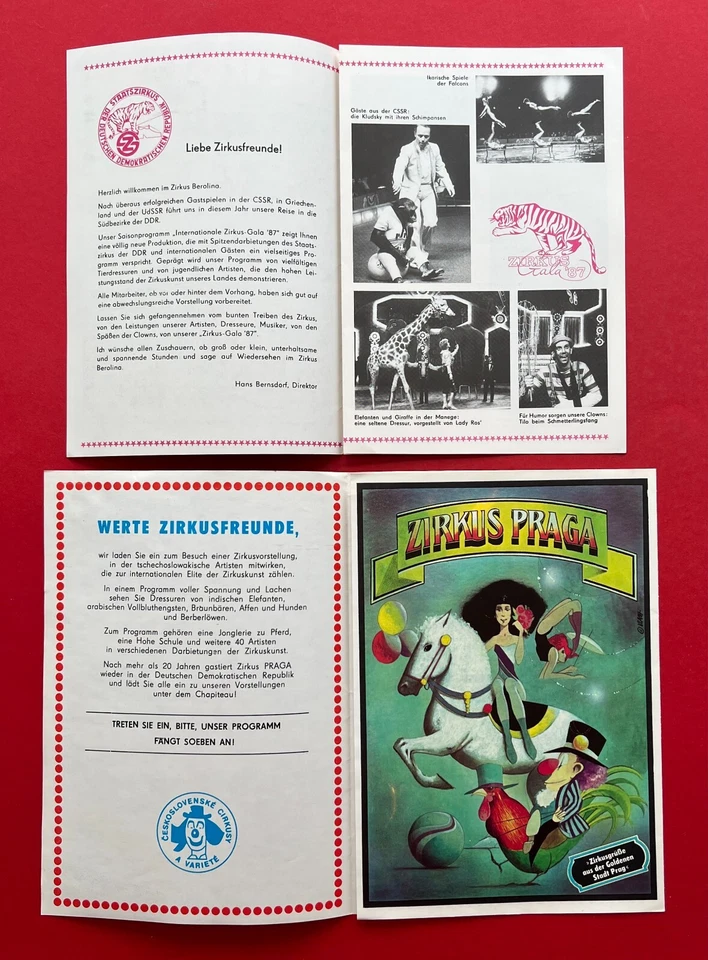 STAATSZIRKUS
DER DEUTSCHEN DEMOKRATISCHEN REPUBLIK
Liebe Zirkusfreunde!
Herzlich willkommen im Zirkus Berolina.
Nach überaus erfolgreichen Gastspielen in der CSSR, in Griechen-
land und der UdSSR führt uns in diesem Jahr unsere Reise in die
Südbezirke der DDR.
Unser Saisonprogramm „Internationale Zirkus-Gala '87" zeigt Ihnen
eine völlig neue Produktion, die mit Spitzendarbietungen des Staats-
zirkus der DDR und internationalen Gästen ein vielseitiges Pro-
gramm verspricht. Geprägt wird unser Programm von vielfältigen
Tierdressuren und von jugendlichen Artisten, die den hohen Lei-
stungsstand der Zirkuskunst unseres Landes demonstrieren.
Alle Mitarbeiter, ob vor oder hinter dem Vorhang, haben sich gut auf
eine abwechslungsreiche Vorstellung vorbereitet.
Lassen Sie sich gefangennehmen vom bunten Treiben des Zirkus,
von den Leistungen unserer Artisten, Dresseure, Musiker, von den
Späßen der Clowns, von unserer „Zirkus-Gala '87".
Ich wünsche allen Zuschauern, ob groß oder klein, unterhaltsame
und spannende Stunden und sage auf Wiedersehen im Zirkus
Berolina.
Hans Bernsdorf, Direktor
Ikarische Spiele
der Falcons
Gäste aus der CSSR:
die Kludsky mit ihren Schimpansen
ZIRKUS
Gala '87
Elefanten und Giraffe in der Manege:
eine seltene Dressur, vorgestellt von Lady Ros'
Für Humor sorgen unsere Clowns:
Tilo beim Schmetterlingsfang
WERTE ZIRKUSFREUNDE,
wir laden Sie ein zum Besuch einer Zirkusvorstellung,
in der tschechoslowakische Artisten mitwirken,
die zur internationalen Elite der Zirkuskunst zählen.
In einem Programm voller Spannung und Lachen
sehen Sie Dressuren von indischen Elefanten,
arabischen Vollbluthengsten, Braunbären, Affen und Hunden
und Berberlöwen.
Zum Programm gehören eine Jonglerie zu Pferd,
eine Hohe Schule und weitere 40 Artisten
in verschiedenen Darbietungen der Zirkuskunst.
Nach mehr als 20 Jahren gastiert Zirkus PRAGA
wieder in der Deutschen Demokratischen Republik
und lädt Sie alle ein zu unseren Vorstellungen
unter dem Chapiteau!
TRETEN SIE EIN, BITTE, UNSER PROGRAMM
FÄNGT SOEBEN AN!
ČESKOSLOVENSKÉ CIRKUSY
A VARIETÉ
ZIRKUS PRAGA
›Zirkusgrüße
aus der Goldenen
Stadt Prag‹